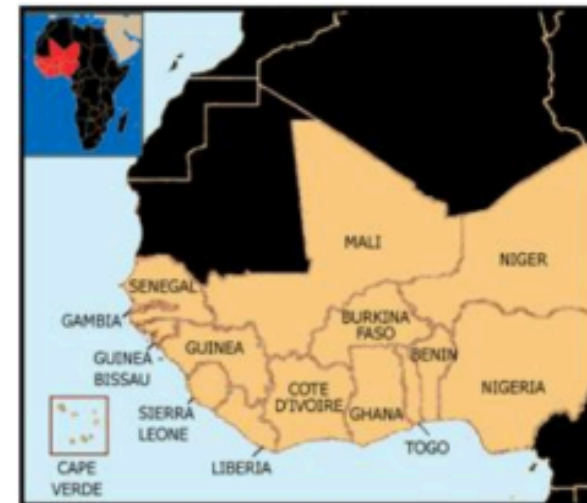 MALI
NIGER
SENEGAL
GAMBIA
BURKINA
FASO
GUINEA -
BISSAU
GUINEA
BENIN
NIGERIA
COTE
D'IVOIRE
GHANA
SIERRA
LEONE
TOGO
LIBERIA
CAPE
VERDE